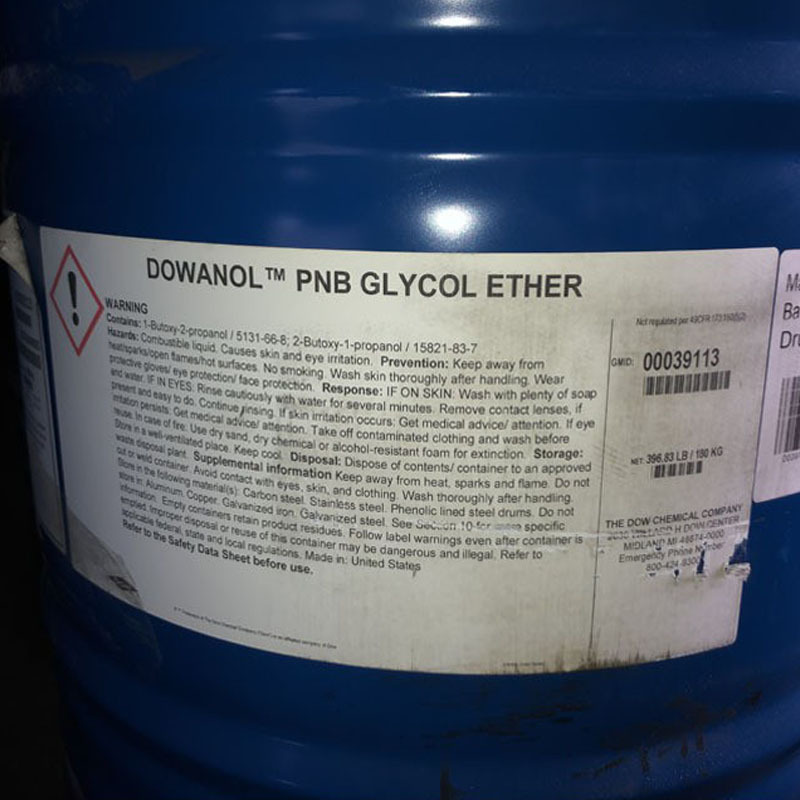 DOWANOL™ PNB GLYCOL ETHER
WARNING
Contains: 1-Butoxy-2-propanol / 5131-66-8; 2-Butoxy-1-propanol / 15821-83-7
Hazards: Combustible liquid. Causes skin and eye irritation. Prevention: Keep away from
heat/sparks/open flames/hot surfaces. No smoking. Wash skin thoroughly after handling. Wear
protective gloves/ eye protection/ face protection. Response: IF ON SKIN: Wash with plenty of soap
and water. IF IN EYES: Rinse cautiously with water for several minutes. Remove contact lenses, if
present and easy to do. Continue rinsing. If skin irritation occurs: Get medical advice/ attention. If eye
irritation persists: Get medical advice/ attention. Take off contaminated clothing and wash before
reuse. In case of fire: Use dry sand, dry chemical or alcohol-resistant foam for extinction. Storage:
Store in a well-ventilated place. Keep cool. Disposal: Dispose of contents/ container to an approved
waste disposal plant. Supplemental information Keep away from heat, sparks and flame. Do not
cut or weld container. Avoid contact with eyes, skin, and clothing. Wash thoroughly after handling.
Store in the following material(s): Carbon steel. Stainless steel. Phenolic lined steel drums. Do not
store in: Aluminum. Copper. Galvanized iron. Galvanized steel. See Section 10 for more specific
information. Empty containers retain product residues. Follow label warnings even after container is
emptied. Improper disposal or reuse of this container may be dangerous and illegal. Refer to
applicable federal, state and local regulations. Made in: United States
Refer to the Safety Data Sheet before use.
Not regulated per 49CFR
GMID: 00039113
NET: 396.83 LB / 180 KG
THE DOW CHEMICAL COMPANY
H DOW CENTER
MIDLAND MI 48674-0000
Emergency Phone Number
800-424-9300
Ba